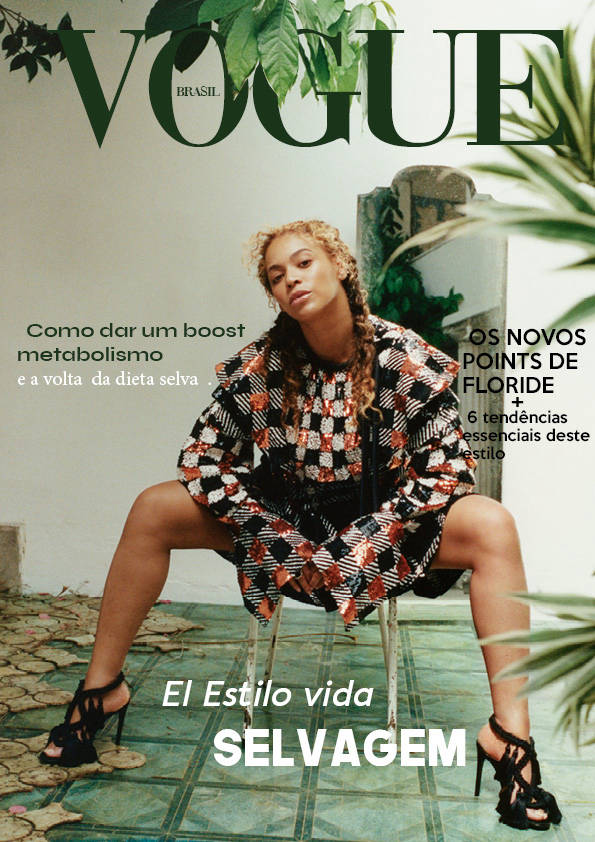 VOGUE
BRASIL
Como dar um boost
metabolismo
e a volta da dieta selva .
OS NOVOS
POINTS DE
FLORIDE
+
6 tendências
essenciais deste
estilo
El Estilo vida
SELVAGEM